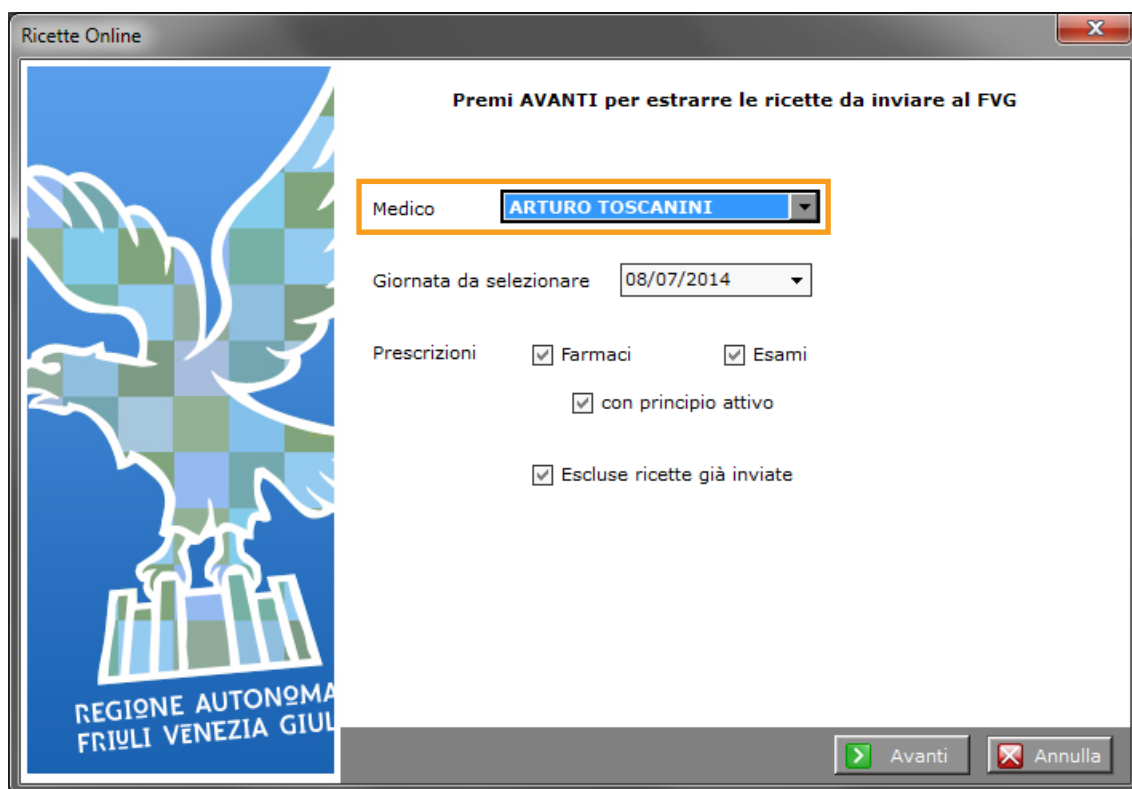 Ricette Online
Premi AVANTI per estrarre le ricette da inviare al FVG
Medico ARTURO TOSCANINI
Giornata da selezionare 08/07/2014
Prescrizioni Farmaci Esami
con principio attivo
Escluse ricette già inviate
REGIONE AUTONOMA
FRIULI VENEZIA GIUL
Avanti Annulla